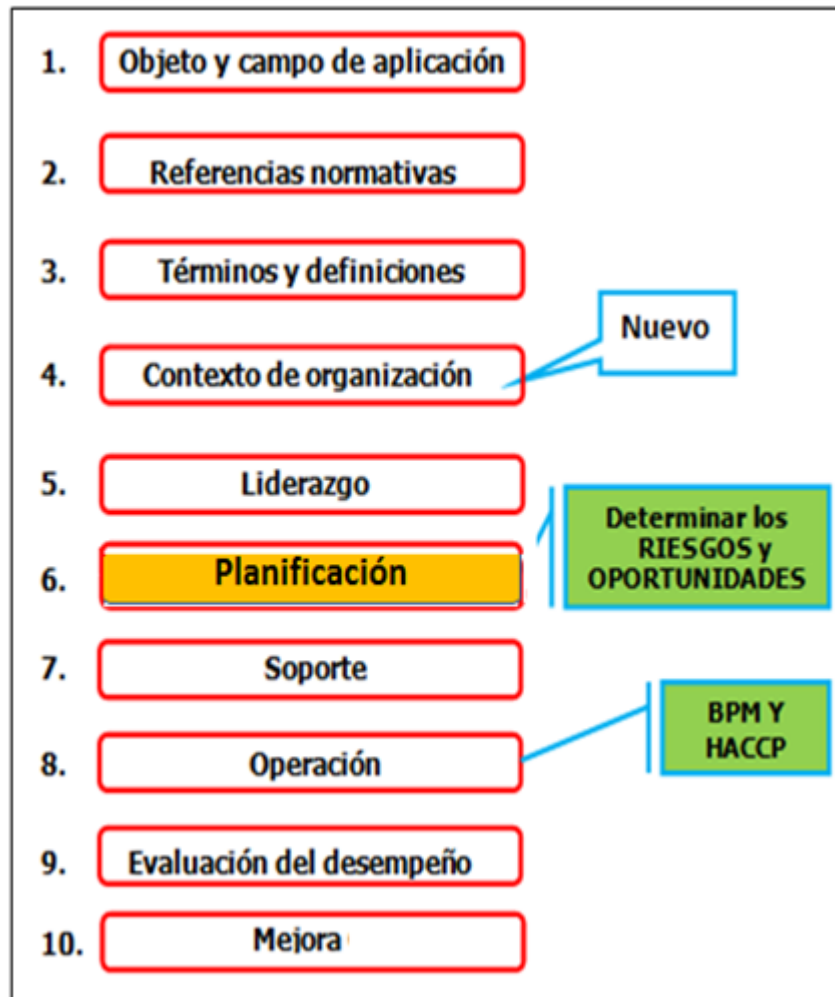 1. Objeto y campo de aplicación
2. Referencias normativas
3. Términos y definiciones
Nuevo
4. Contexto de organización
5. Liderazgo
Determinar los
RIESGOS y
OPORTUNIDADES
6. Planificación
7. Soporte
BPM Y
HACCP
8. Operación
9. Evaluación del desempeño
10. Mejora